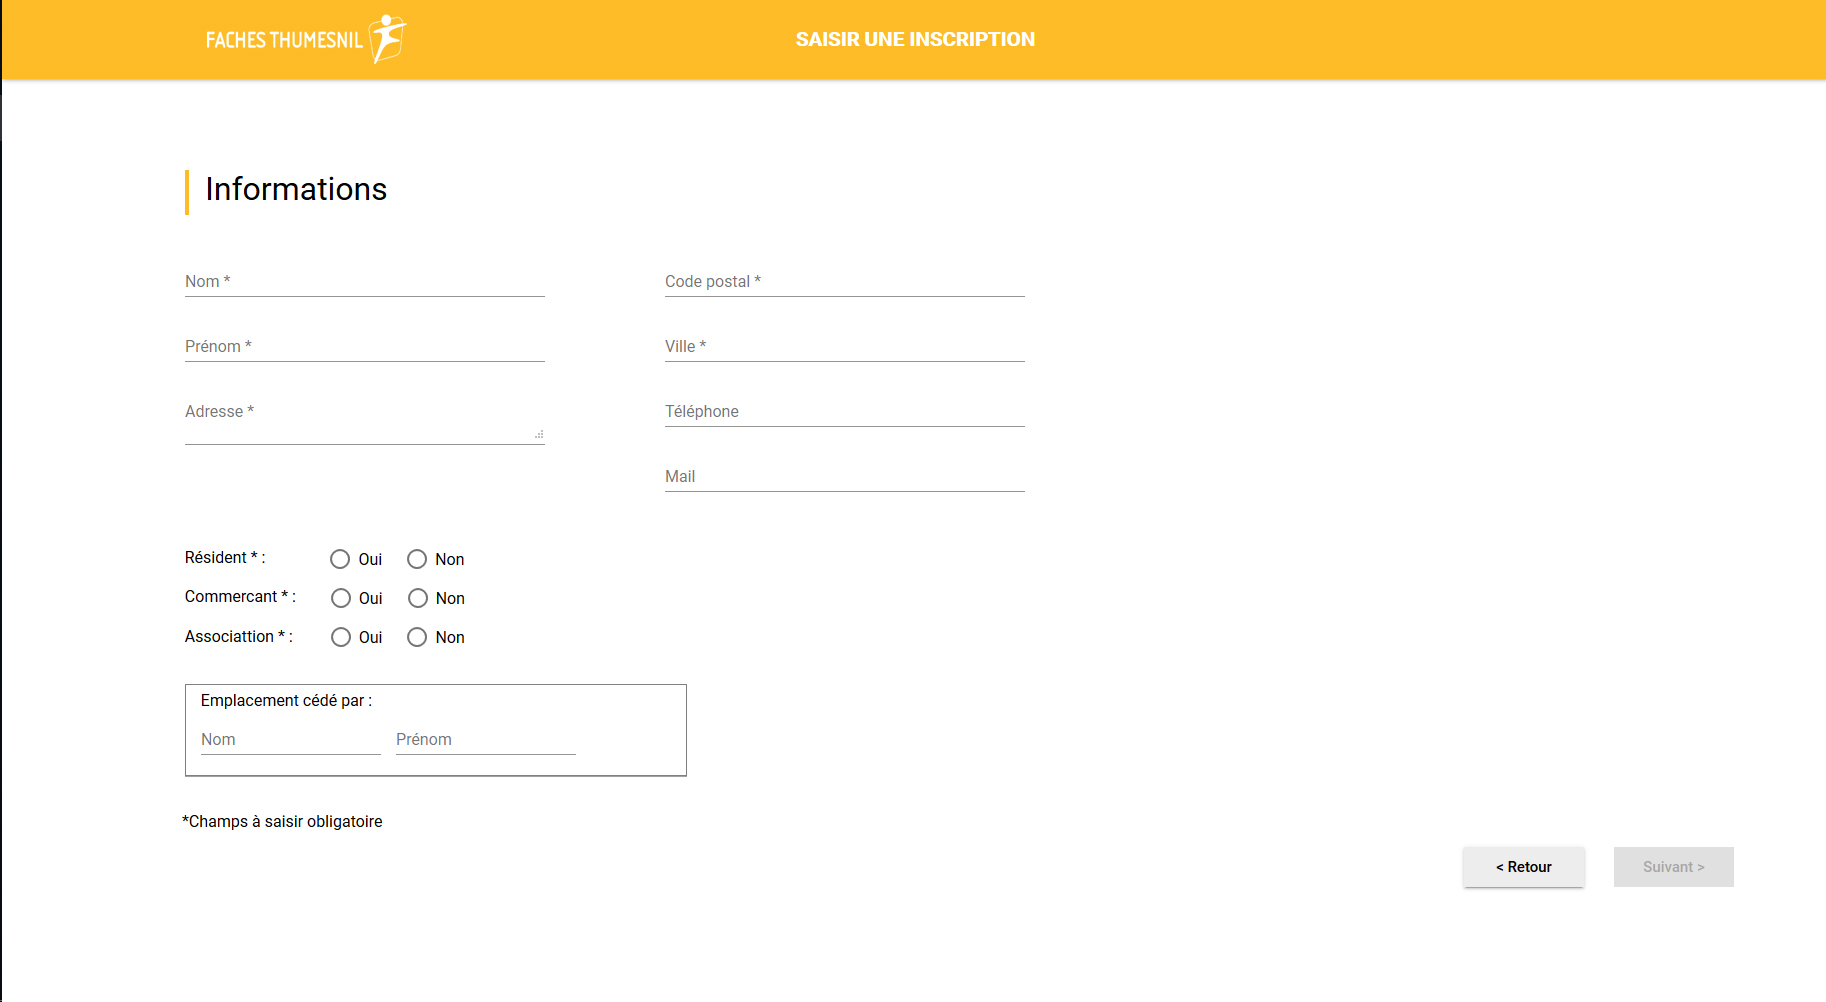 FACHES THUMESNIL
SAISIR UNE INSCRIPTION
Informations
Nom *
Code postal *
Prénom *
Ville *
Adresse *
Téléphone
Mail
Résident * :
Oui
Non
Commercant * :
Oui
Non
Associattion * :
Oui
Non
Emplacement cédé par :
Nom
Prénom
*Champs à saisir obligatoire
< Retour
Suivant >